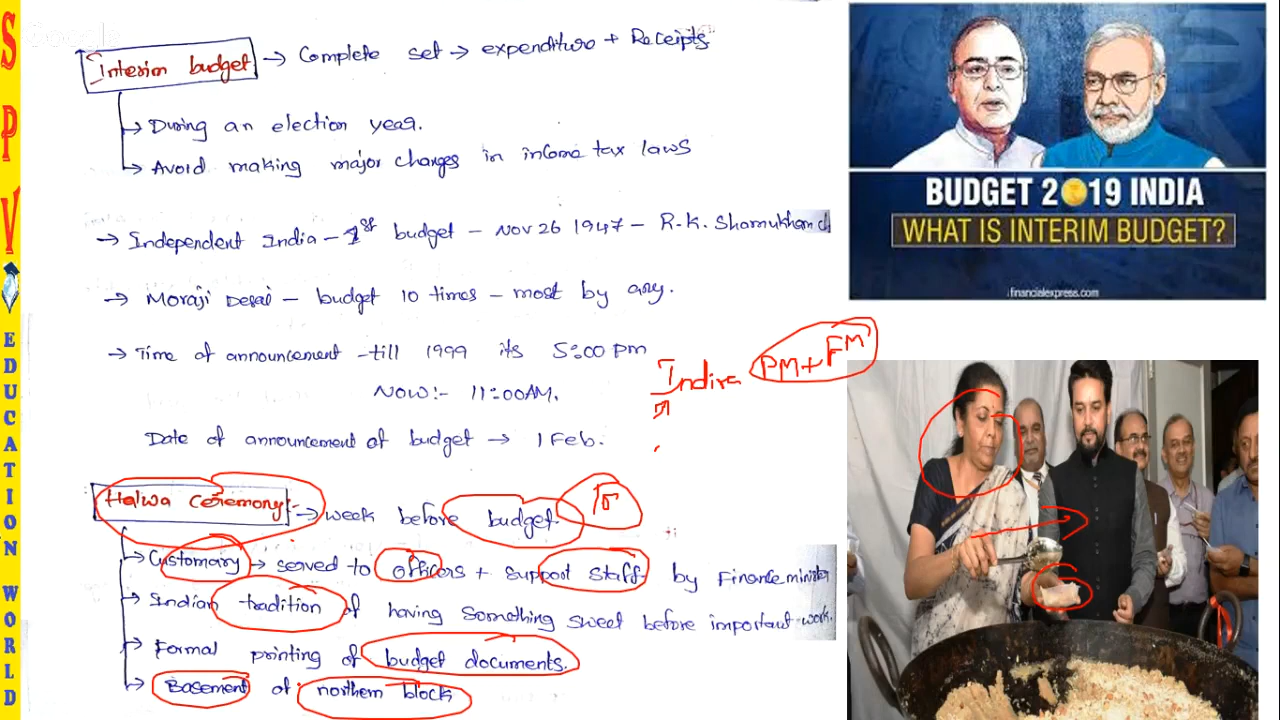 SPV EDUCATION WORLD
Google
Interim budget → Complete set → expenditure + Receipts
→ During an election year.
→ Avoid making major changes in income tax laws
→ Independent India - 1st budget - Nov 26 1947 - R.K. Shamukham ch
→ Moraji Desai - budget 10 times - most by any.
→ Time of announcement - till 1999 its 5:00 pm
NOW:- 11:00AM.
Date of announcement of budget → 1 Feb.
Indira PM+FM
Halwa ceremony → week before budget.
→ Customary → served to officers + support staff. by Finance minister
→ Indian tradition of having something sweet before important work.
→ Formal printing of budget documents.
→ Basement of northern block
BUDGET 2019 INDIA
WHAT IS INTERIM BUDGET?
financialexpress.com